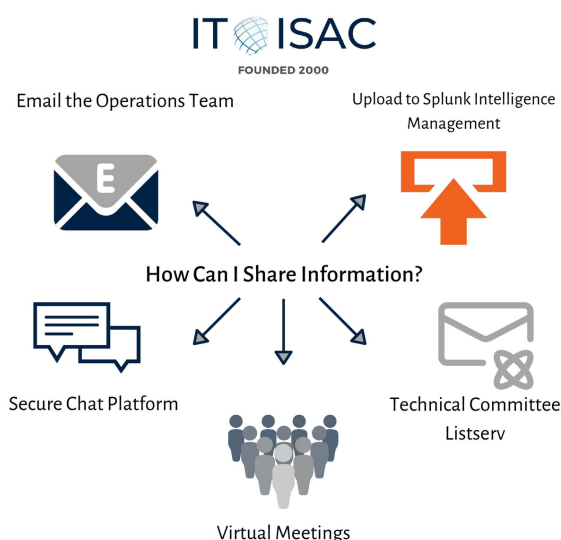 IT ISAC
FOUNDED 2000
Email the Operations Team
Upload to Splunk Intelligence
Management
E
How Can I Share Information?
Secure Chat Platform
Technical Committee
Listserv
Virtual Meetings